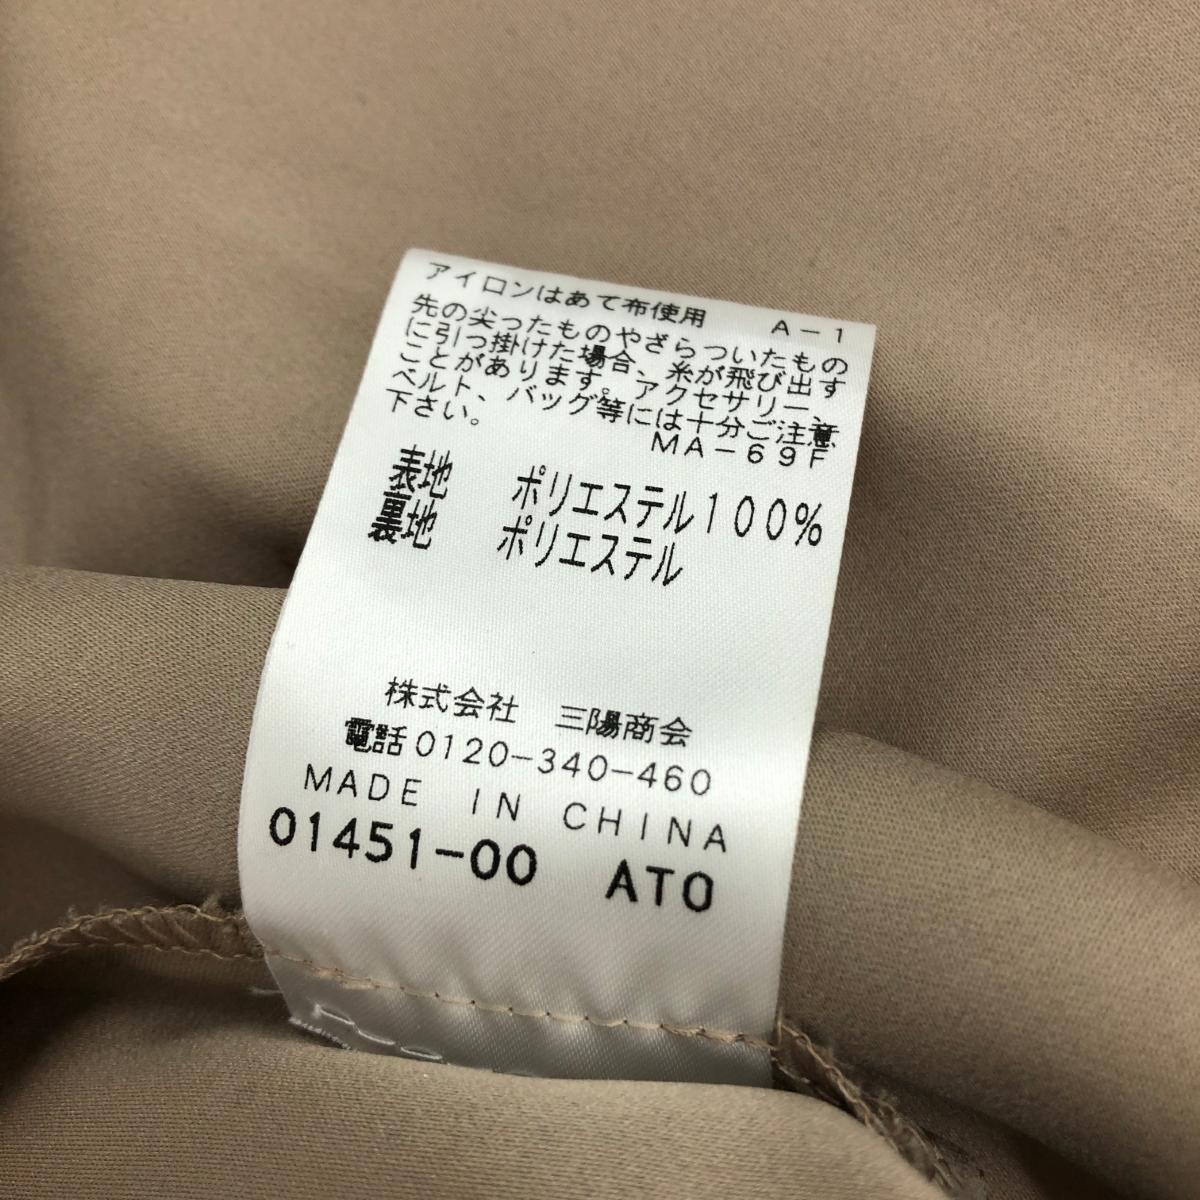 アイロンはあて布使用　A-1
先の尖ったものやざらついたもの
に引っ掛けた場合、糸が飛び出す
ことがあります。アクセサリー、
ベルト、バッグ等には十分ご注意
下さい。
MA-69F
表地　ポリエステル100%
裏地　ポリエステル
株式会社　三陽商会
電話0120-340-460
MADE IN CHINA
01451-00 ATO